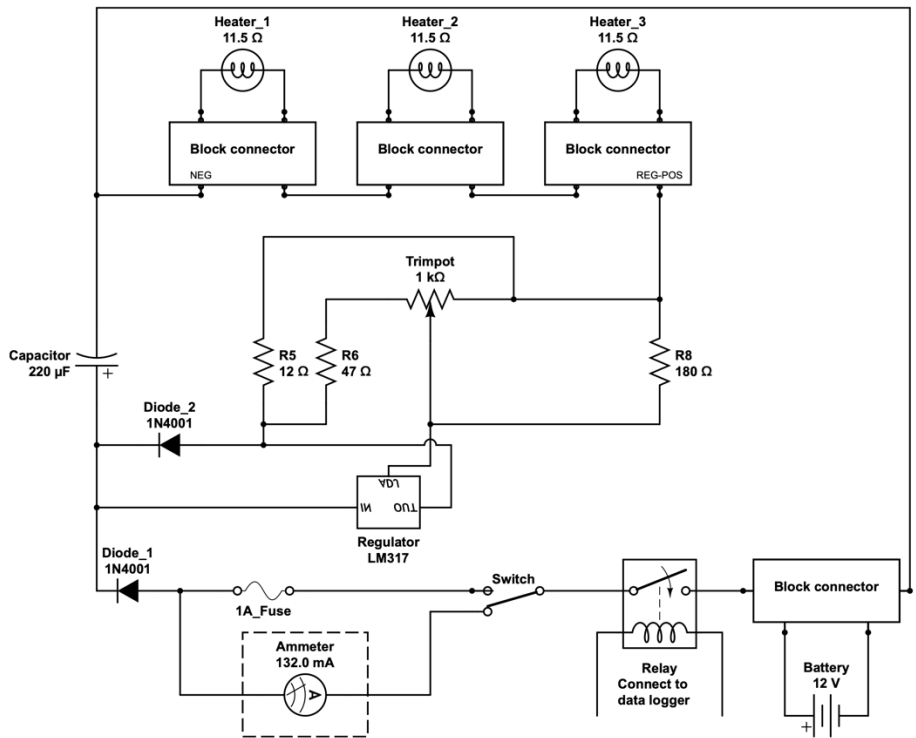 Heater_1
11.5 Ω
Heater_2
11.5 Ω
Heater_3
11.5 Ω
Block connector
NEG
Block connector
Block connector
REG-POS
Trimpot
1 kΩ
Capacitor
220 µF
+
R5
12 Ω
R6
47 Ω
R8
180 Ω
Diode_2
1N4001
ADJ
IN
OUT
Regulator
LM317
Diode_1
1N4001
1A_Fuse
Switch
Block connector
Ammeter
132.0 mA
A
Relay
Connect to
data logger
Battery
12 V
+